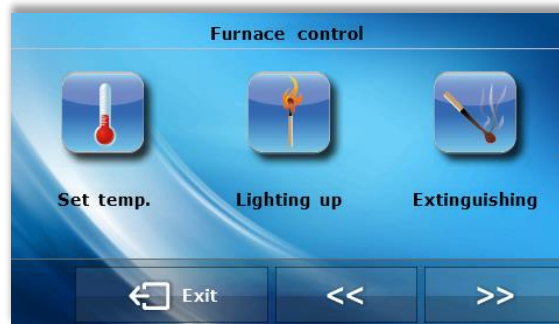 Furnace control
Set temp. Lighting up Extinguishing
Exit << >>